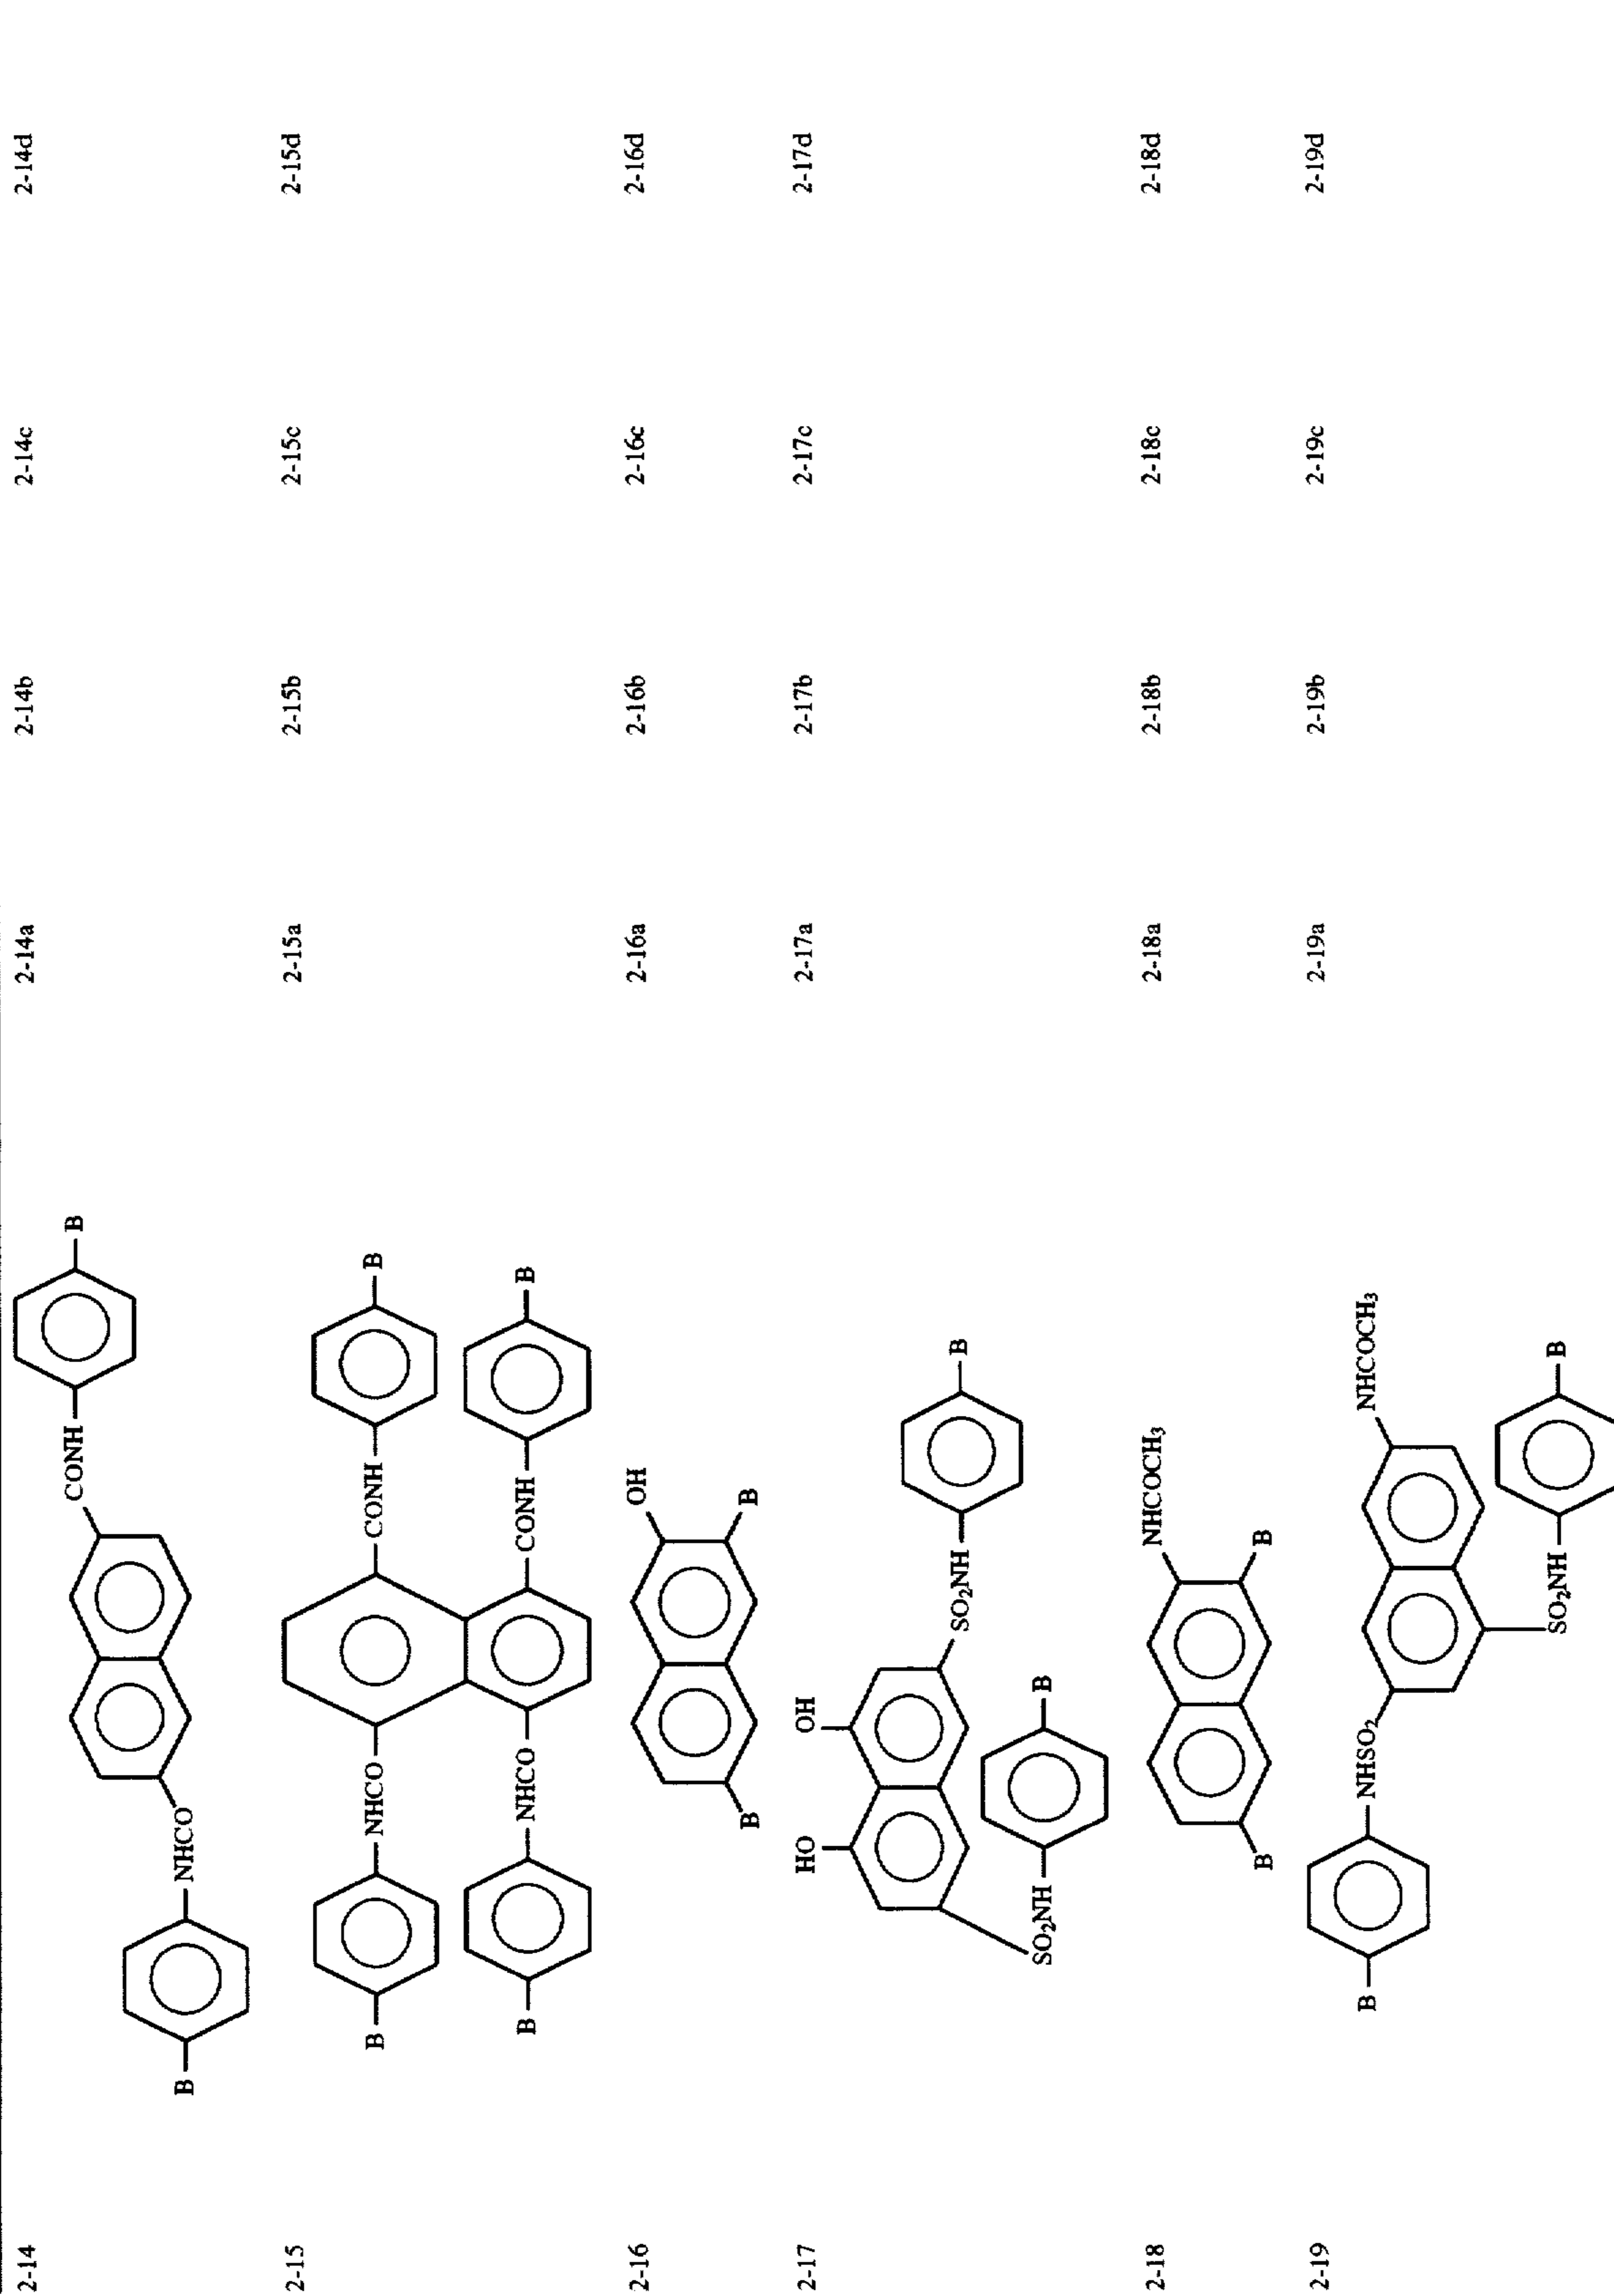 2-14 2-14a 2-14b 2-14c 2-14d
B NHCO CONH B
2-15 2-15a 2-15b 2-15c 2-15d
B NHCO CONH B
B NHCO CONH B
2-16 2-16a 2-16b 2-16c 2-16d
OH
B B
2-17 2-17a 2-17b 2-17c 2-17d
HO OH
SO₂NH B
SO₂NH B
2-18 2-18a 2-18b 2-18c 2-18d
NHCOCH₃
B B
2-19 2-19a 2-19b 2-19c 2-19d
NHCOCH₃
B NHSO₂
SO₂NH B